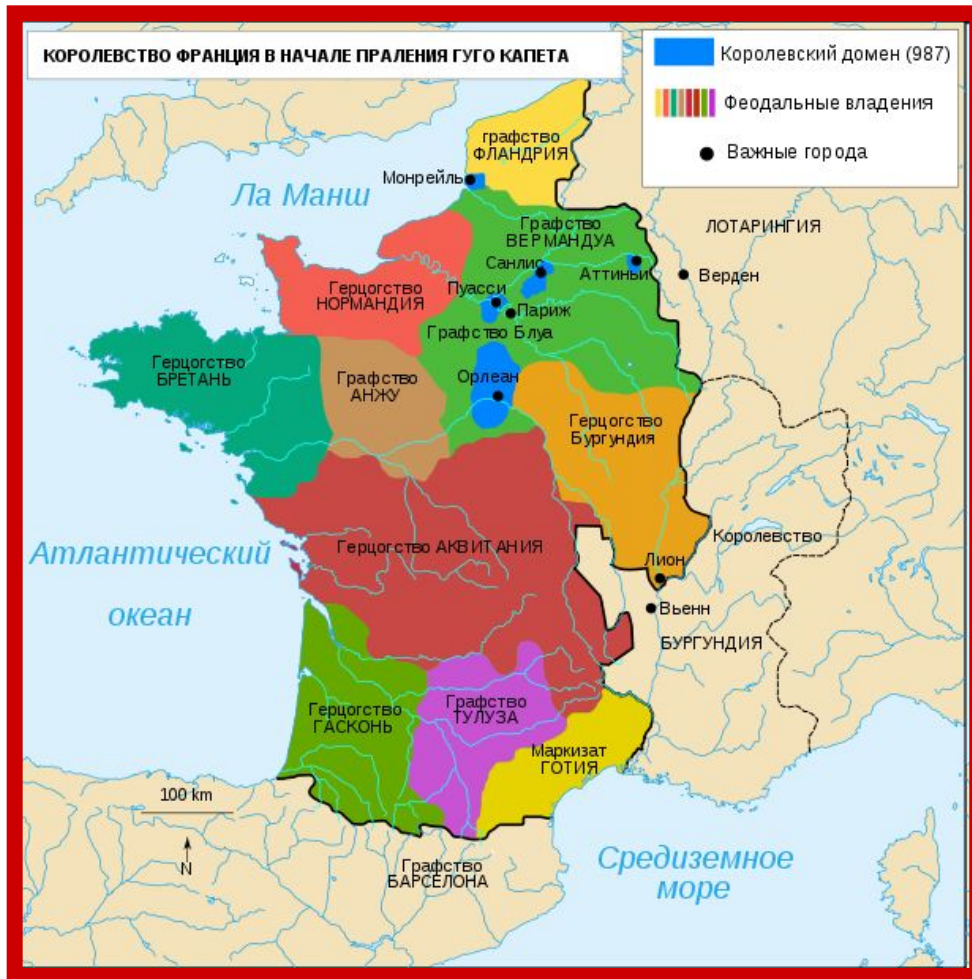 КОРОЛЕВСТВО ФРАНЦИЯ В НАЧАЛЕ ПРАЛЕНИЯ ГУГО КАПЕТА
Королевский домен (987)
Феодальные владения
Важные города
графство
ФЛАНДРИЯ
Монрейль
Ла Манш
Графство
ВЕРМАНДУА
ЛОТАРИНГИЯ
Санлис
Аттиньи
Верден
Герцогство
НОРМАНДИЯ
Пуасси
Париж
Графство Блуа
Герцогство
БРЕТАНЬ
Графство
АНЖУ
Орлеан
Герцогство
Бургундия
Атлантический
океан
Герцогство АКВИТАНИЯ
Королевство
Лион
Вьенн
БУРГУНДИЯ
Герцогство
ГАСКОНЬ
Графство
ТУЛУЗА
Маркизат
ГОТИЯ
100 km
N
Графство
БАРСЕЛОНА
Средиземное
море